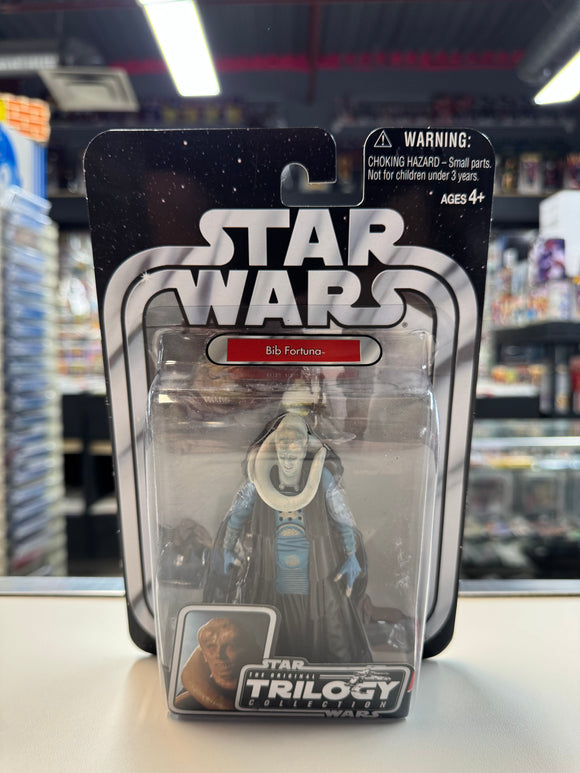 ⚠ WARNING:
CHOKING HAZARD – Small parts.
Not for children under 3 years.
AGES 4+
STAR
WARS®
Bib Fortuna™
STAR
THE ORIGINAL
TRILOGY
COLLECTION
WARS